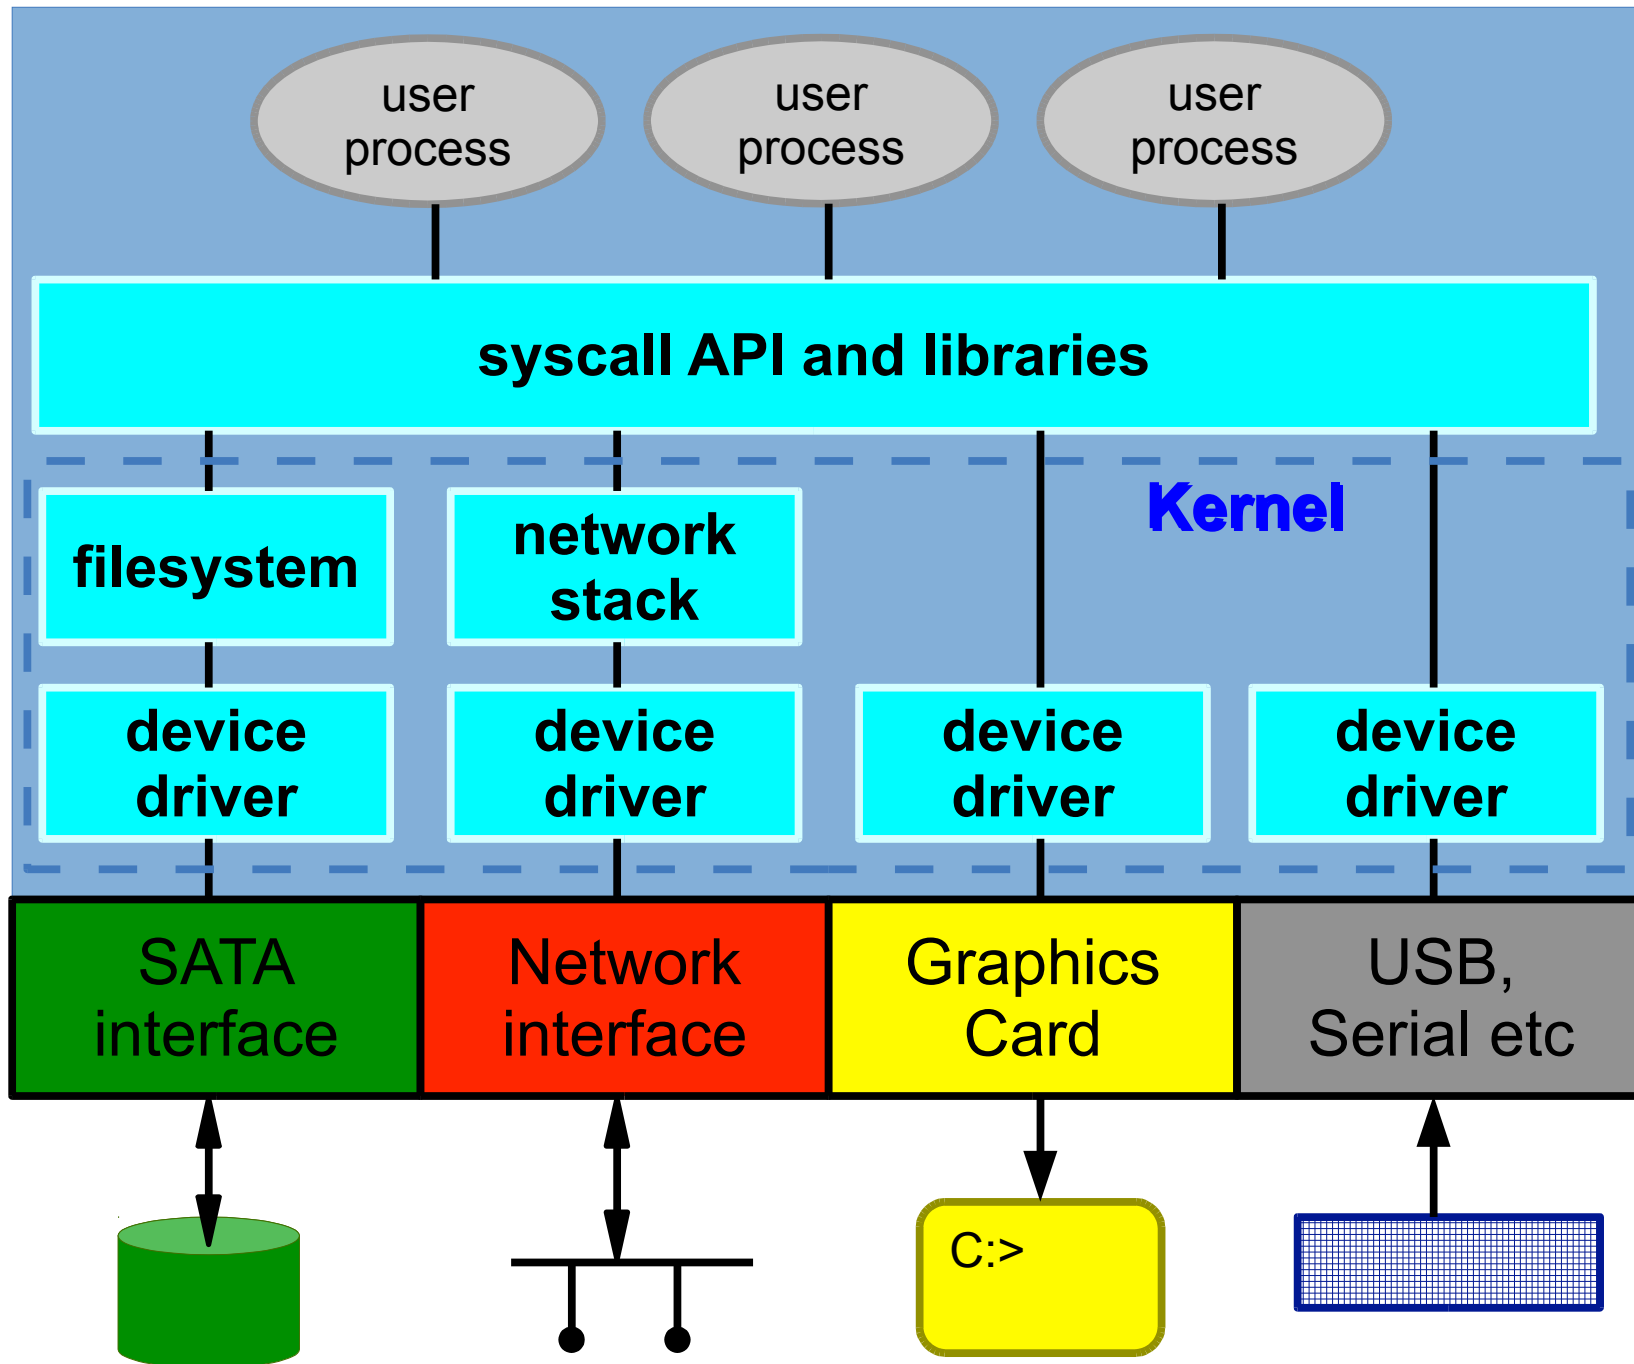 user
process
user
process
user
process
syscall API and libraries
Kernel
filesystem
network
stack
device
driver
device
driver
device
driver
device
driver
SATA
interface
Network
interface
Graphics
Card
USB,
Serial etc
C:>